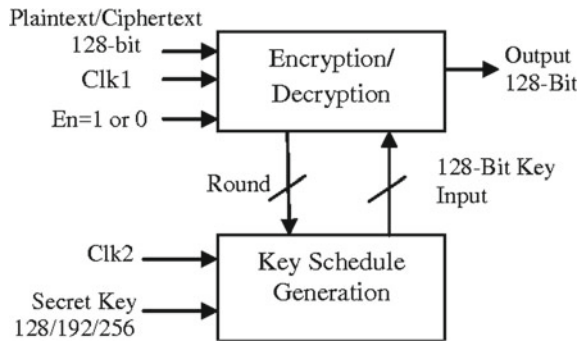 Plaintext/Ciphertext
128-bit
Clk1
En=1 or 0
Encryption/
Decryption
Output
128-Bit
Round
128-Bit Key
Input
Clk2
Secret Key
128/192/256
Key Schedule
Generation